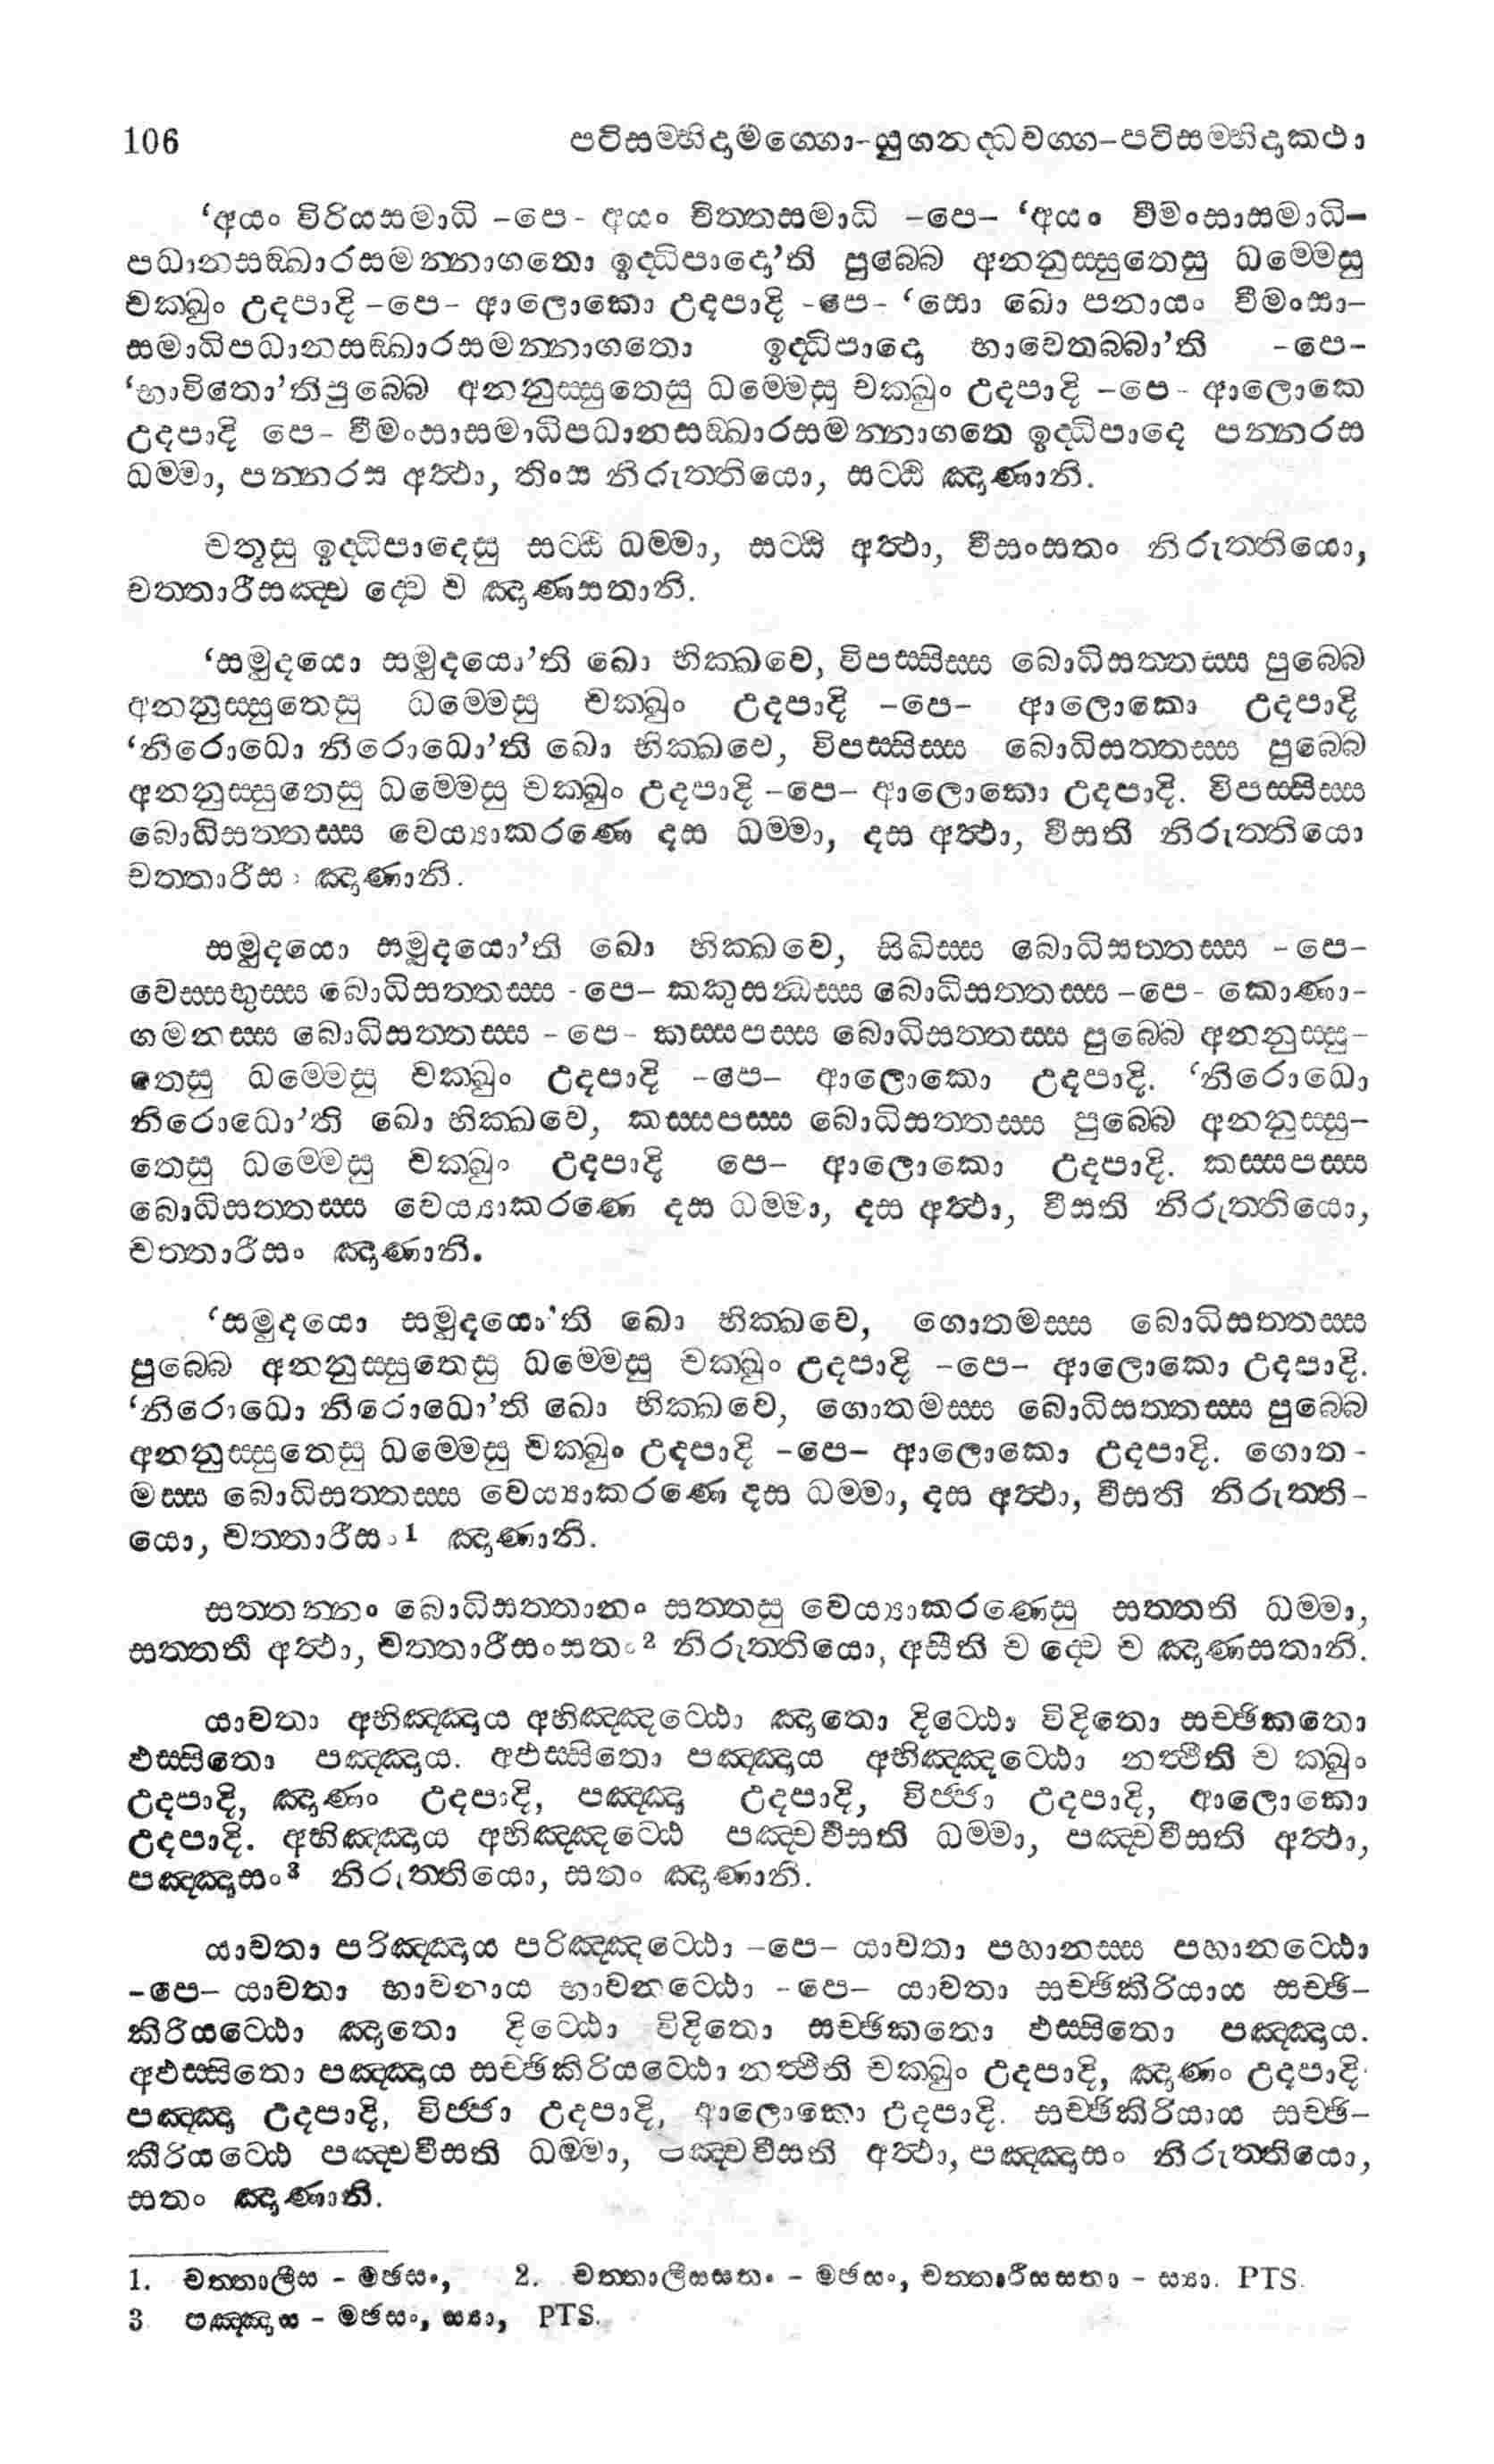 106 පටිසම්භිදාමග්ගො-යුගනද්ධවග්ග-පටිසම්භිදාකථා
‘අයං විරියසමාධි -පෙ- අයං චිත්තසමාධි -පෙ- ‘අයං වීමංසාසමාධි-
පධානසඞ්ඛාරසමන්නාගතො ඉද්ධිපාදො’ති පුබ්බෙ අනනුස්සුතෙසු ධම්මෙසු
චක්ඛුං උදපාදි -පෙ- ආලොකො උදපාදි -පෙ- ‘සො ඛො පනායං වීමංසා-
සමාධිපධානසඞ්ඛාරසමන්නාගතො ඉද්ධිපාදො භාවෙතබ්බා’ති -පෙ-
‘භාවිතො’තිපුබ්බෙ අනනුස්සුතෙසු ධම්මෙසු චක්ඛුං උදපාදි -පෙ- ආලොකෙ
උදපාදි පෙ- වීමංසාසමාධිපධානසඞ්ඛාරසමන්නාගතෙ ඉද්ධිපාදෙ පන්නරස
ධම්මා, පන්නරස අත්ථා, තිංස නිරුත්තියො, සට්ඨි ඤාණානි.
චතූසු ඉද්ධිපාදෙසු සට්ඨි ධම්මා, සට්ඨි අත්ථා, වීසංසතං නිරුත්තියො,
චත්තාරීසඤ්ච ද්වෙ ච ඤාණසතානි.
‘සමුදයො සමුදයො’ති ඛො භික්ඛවෙ, විපස්සිස්ස බොධිසත්තස්ස පුබ්බෙ
අනනුස්සුතෙසු ධම්මෙසු චක්ඛුං උදපාදි -පෙ- ආලොකො උදපාදි
‘නිරොධො නිරොධො’ති ඛො භික්ඛවෙ, විපස්සිස්ස බොධිසත්තස්ස පුබ්බෙ
අනනුස්සුතෙසු ධම්මෙසු චක්ඛුං උදපාදි -පෙ- ආලොකො උදපාදි. විපස්සිස්ස
බොධිසත්තස්ස වෙය්‍යාකරණෙ දස ධම්මා, දස අත්ථා, වීසති නිරුත්තියො
චත්තාරීසං ඤාණානි.
සමුදයො සමුදයො’ති ඛො භික්ඛවෙ, සිඛිස්ස බොධිසත්තස්ස -පෙ-
වෙස්සභුස්ස බොධිසත්තස්ස -පෙ- කකුසන්ධස්ස බොධිසත්තස්ස -පෙ- කොණා-
ගමනස්ස බොධිසත්තස්ස -පෙ- කස්සපස්ස බොධිසත්තස්ස පුබ්බෙ අනනුස්සු-
තෙසු ධම්මෙසු චක්ඛුං උදපාදි -පෙ- ආලොකො උදපාදි. ‘නිරොධො
නිරොධො’ති ඛො භික්ඛවෙ, කස්සපස්ස බොධිසත්තස්ස පුබ්බෙ අනනුස්සු-
තෙසු ධම්මෙසු චක්ඛුං උදපාදි පෙ- ආලොකො උදපාදි. කස්සපස්ස
බොධිසත්තස්ස වෙය්‍යාකරණෙ දස ධම්මා, දස අත්ථා, වීසති නිරුත්තියො,
චත්තාරීසං ඤාණානි.
‘සමුදයො සමුදයො’ති ඛො භික්ඛවෙ, ගොතමස්ස බොධිසත්තස්ස
පුබ්බෙ අනනුස්සුතෙසු ධම්මෙසු චක්ඛුං උදපාදි -පෙ- ආලොකො උදපාදි.
‘නිරොධො නිරොධො’ති ඛො භික්ඛවෙ, ගොතමස්ස බොධිසත්තස්ස පුබ්බෙ
අනනුස්සුතෙසු ධම්මෙසු චක්ඛුං උදපාදි -පෙ- ආලොකො උදපාදි. ගොත-
මස්ස බොධිසත්තස්ස වෙය්‍යාකරණෙ දස ධම්මා, දස අත්ථා, වීසති නිරුත්ති-
යො, චත්තාරීසං1 ඤාණානි.
සත්තන්නං බොධිසත්තානං සත්තසු වෙය්‍යාකරණෙසු සත්තති ධම්මා,
සත්තති අත්ථා, චත්තාරීසංසතං2 නිරුත්තියො, අසීති ච ද්වෙ ච ඤාණසතානි.
යාවතා අභිඤ්ඤාය අභිඤ්ඤට්ඨො ඤාතො දිට්ඨො විදිතො සච්ඡිකතො
ඵස්සිතො පඤ්ඤාය. අඵස්සිතො පඤ්ඤාය අභිඤ්ඤට්ඨො නත්ථීති ච ක්ඛුං
උදපාදි, ඤාණං උදපාදි, පඤ්ඤා උදපාදි, විජ්ජා උදපාදි, ආලොකො
උදපාදි. අභිඤ්ඤාය අභිඤ්ඤට්ඨෙ පඤ්චවීසති ධම්මා, පඤ්චවීසති අත්ථා,
පඤ්ඤාසං3 නිරුත්තියො, සතං ඤාණානි.
යාවතා පරිඤ්ඤාය පරිඤ්ඤට්ඨො -පෙ- යාවතා පහානස්ස පහානට්ඨො
-පෙ- යාවතා භාවනාය භාවනට්ඨො -පෙ- යාවතා සච්ඡිකිරියාය සච්ඡි-
කිරියට්ඨො ඤාතො දිට්ඨො විදිතො සච්ඡිකතො ඵස්සිතො පඤ්ඤාය.
අඵස්සිතො පඤ්ඤාය සච්ඡිකිරියට්ඨො නත්ථීති චක්ඛුං උදපාදි, ඤාණං උදපාදි
පඤ්ඤා උදපාදි, විජ්ජා උදපාදි, ආලොකො උදපාදි. සච්ඡිකිරියාය සච්ඡි-
කිරියට්ඨෙ පඤ්චවීසති ධම්මා, පඤ්චවීසති අත්ථා, පඤ්ඤාසං නිරුත්තියො,
සතං ඤාණානි.
1. චත්තාලීස - මඡසං, 2. චත්තාලීසසතං - මඡසං, චත්තාරීසසතා - ස්‍යා. PTS.
3 පඤ්ඤාස - මඡසං, ස්‍යා, PTS.